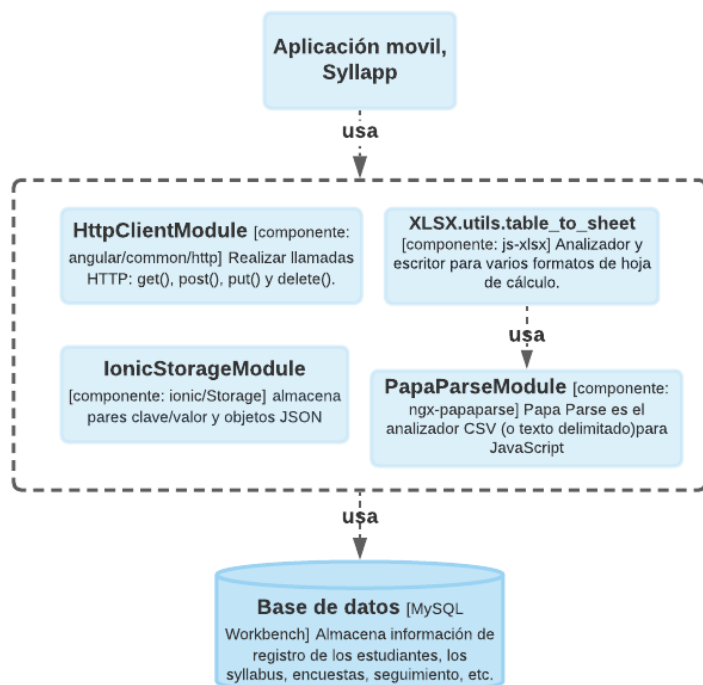 Aplicación movil,
Syllapp
usa
HttpClientModule [componente:
angular/common/http] Realizar llamadas
HTTP: get(), post(), put() y delete().
XLSX.utils.table_to_sheet
[componente: js-xlsx] Analizador y
escritor para varios formatos de hoja
de cálculo.
usa
IonicStorageModule
[componente: ionic/Storage] almacena
pares clave/valor y objetos JSON
PapaParseModule [componente:
ngx-papaparse] Papa Parse es el
analizador CSV (o texto delimitado)para
JavaScript
usa
Base de datos [MySQL
Workbench] Almacena información de
registro de los estudiantes, los
syllabus, encuestas, seguimiento, etc.